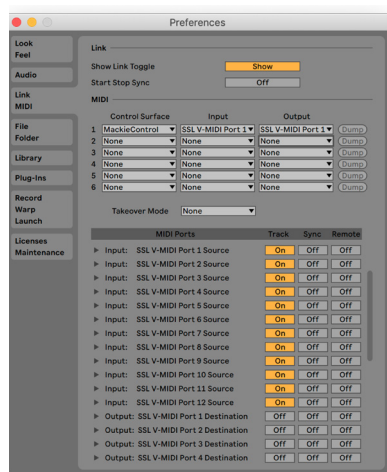 Preferences
Look
Feel
Audio
Link
MIDI
File
Folder
Library
Plug-Ins
Record
Warp
Launch
Licenses
Maintenance
Link
Show Link Toggle Show
Start Stop Sync Off
MIDI
Control Surface Input Output
1 MackieControl SSL V-MIDI Port 1 SSL V-MIDI Port 1 Dump
2 None None None Dump
3 None None None Dump
4 None None None Dump
5 None None None Dump
6 None None None Dump
Takeover Mode None
MIDI Ports Track Sync Remote
Input: SSL V-MIDI Port 1 Source On Off Off
Input: SSL V-MIDI Port 2 Source On Off Off
Input: SSL V-MIDI Port 3 Source On Off Off
Input: SSL V-MIDI Port 4 Source On Off Off
Input: SSL V-MIDI Port 5 Source On Off Off
Input: SSL V-MIDI Port 6 Source On Off Off
Input: SSL V-MIDI Port 7 Source On Off Off
Input: SSL V-MIDI Port 8 Source On Off Off
Input: SSL V-MIDI Port 9 Source On Off Off
Input: SSL V-MIDI Port 10 Source On Off Off
Input: SSL V-MIDI Port 11 Source On Off Off
Input: SSL V-MIDI Port 12 Source On Off Off
Output: SSL V-MIDI Port 1 Destination Off Off Off
Output: SSL V-MIDI Port 2 Destination Off Off Off
Output: SSL V-MIDI Port 3 Destination Off Off Off
Output: SSL V-MIDI Port 4 Destination Off Off Off